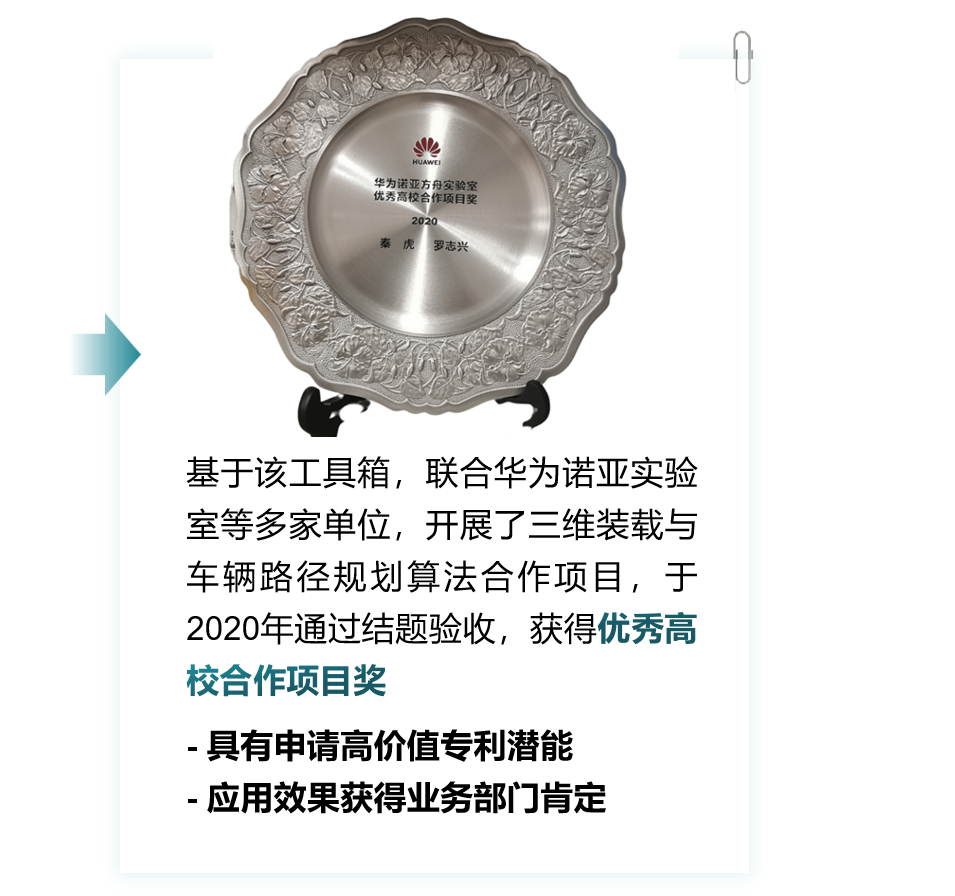 HUAWEI
华为诺亚方舟实验室
优秀高校合作项目奖
2020
秦 虎 罗志兴
基于该工具箱，联合华为诺亚实验
室等多家单位，开展了三维装载与
车辆路径规划算法合作项目，于
2020年通过结题验收，获得优秀高
校合作项目奖
- 具有申请高价值专利潜能
- 应用效果获得业务部门肯定